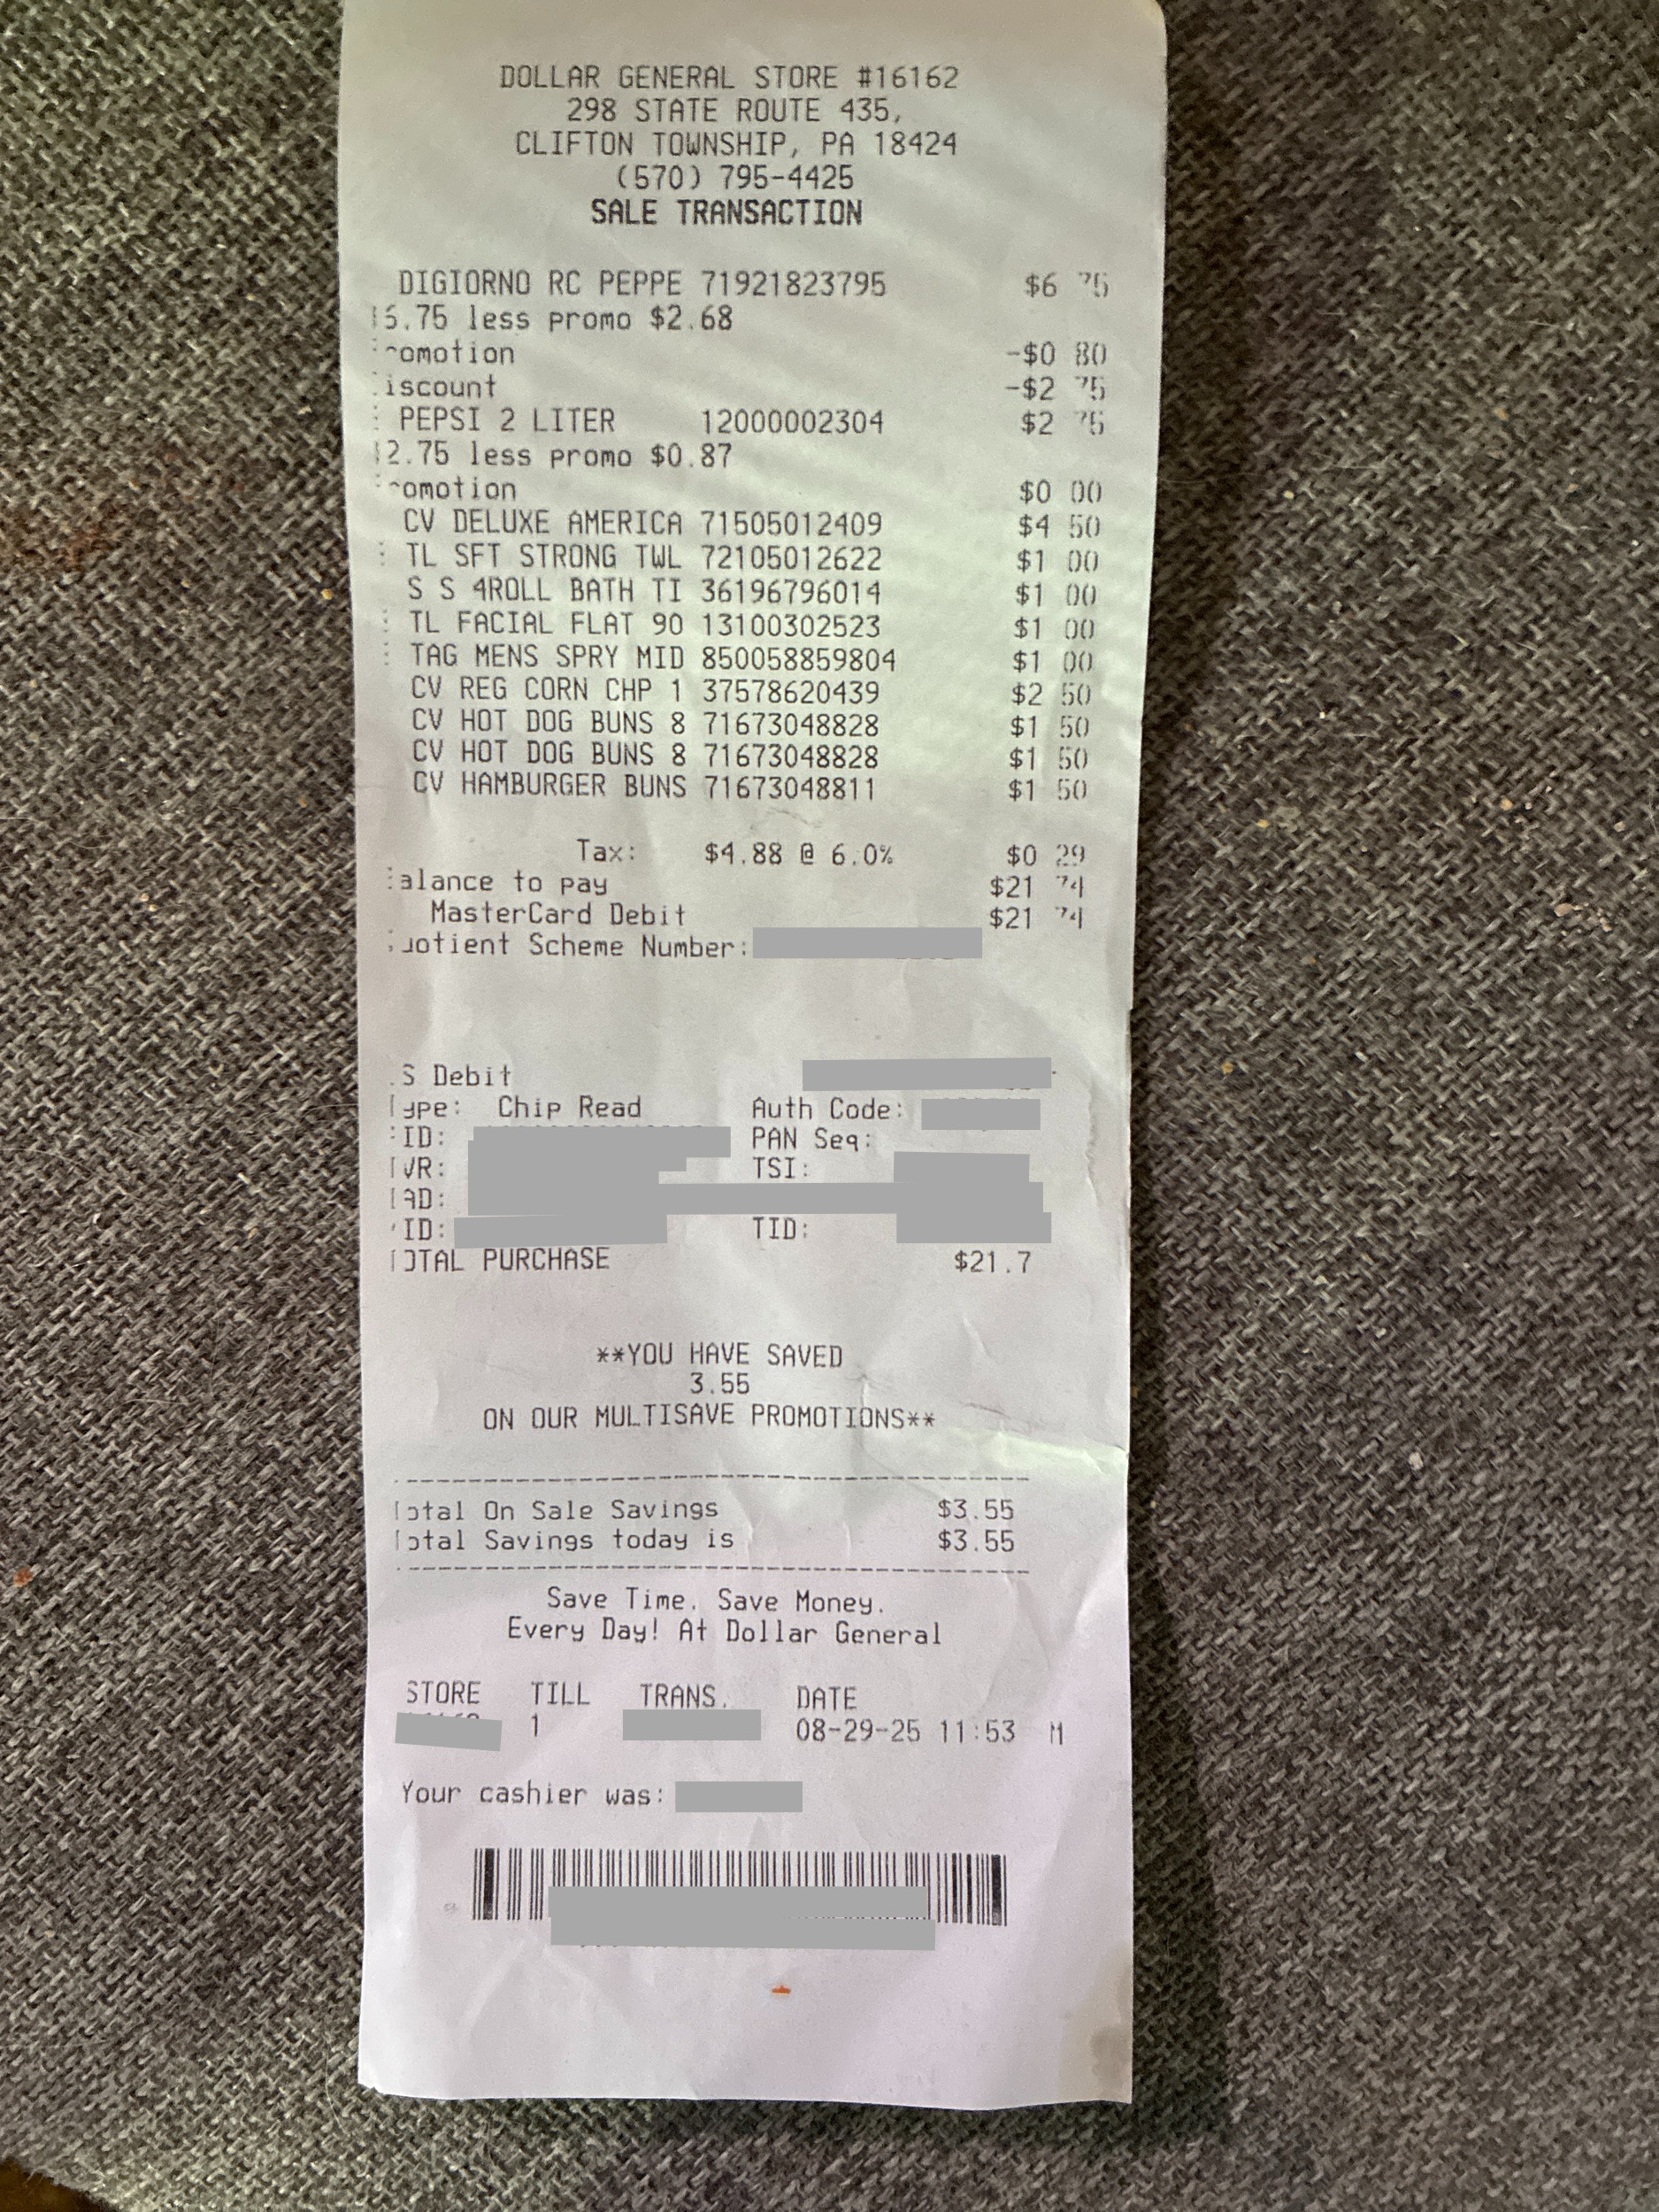 DOLLAR GENERAL STORE #16162
298 STATE ROUTE 435,
CLIFTON TOWNSHIP, PA 18424
(570) 795-4425
SALE TRANSACTION
DIGIORNO RC PEPPE 71921823795 $6 75
6.75 less promo $2.68
romotion -$0 80
iscount -$2 75
PEPSI 2 LITER 12000002304 $2 75
2.75 less promo $0.87
romotion $0 00
CV DELUXE AMERICA 71505012409 $4 50
TL SFT STRONG TWL 72105012622 $1 00
S S 4ROLL BATH TI 36196796014 $1 00
TL FACIAL FLAT 90 13100302523 $1 00
TAG MENS SPRY MID 850058859804 $1 00
CV REG CORN CHP 1 37578620439 $2 50
CV HOT DOG BUNS 8 71673048828 $1 50
CV HOT DOG BUNS 8 71673048828 $1 50
CV HAMBURGER BUNS 71673048811 $1 50
Tax: $4.88 @ 6.0% $0 29
alance to pay $21 74
MasterCard Debit $21 74
uotient Scheme Number:
S Debit
Type: Chip Read Auth Code:
ID: PAN Seq:
TVR: TSI:
IAD:
ID: TID:
TOTAL PURCHASE $21.7
**YOU HAVE SAVED
3.55
ON OUR MULTISAVE PROMOTIONS**
Total On Sale Savings $3.55
Total Savings today is $3.55
Save Time. Save Money.
Every Day! At Dollar General
STORE TILL TRANS. DATE
1 08-29-25 11:53 M
Your cashier was: